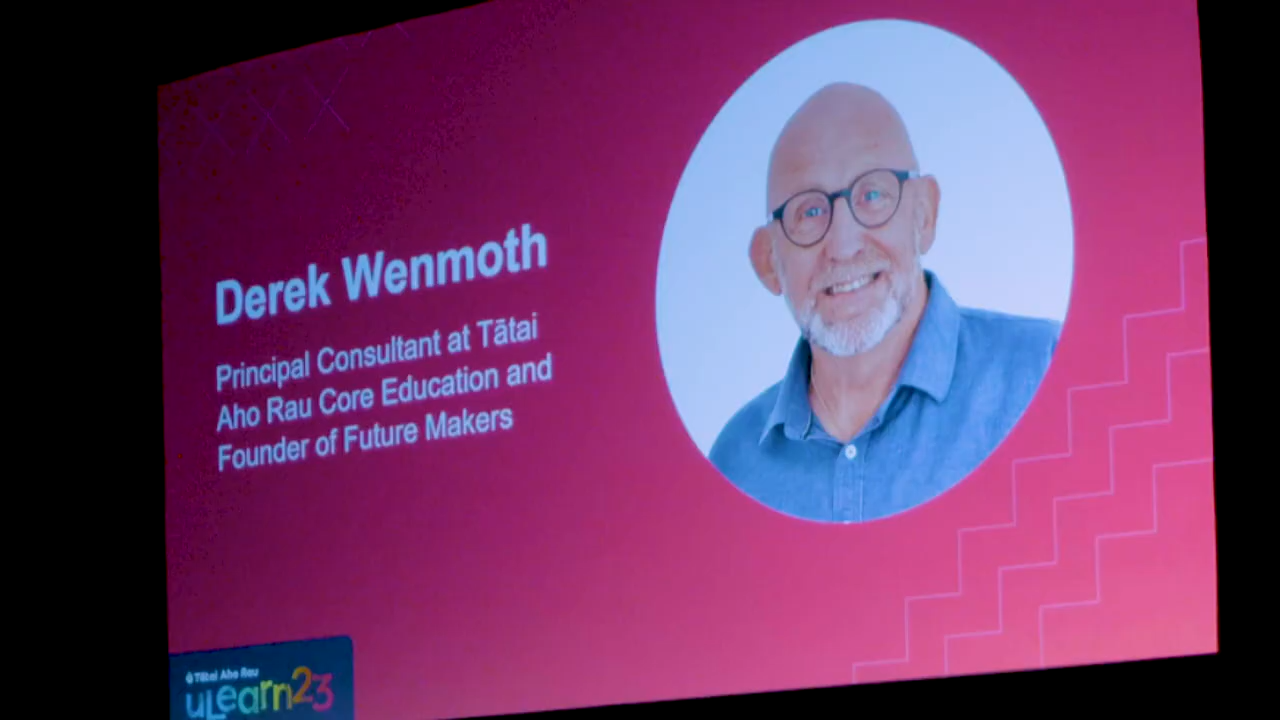 Derek Wenmoth
Principal Consultant at Tātai
Aho Rau Core Education and
Founder of Future Makers
Tātai Aho Rau
uLearn23